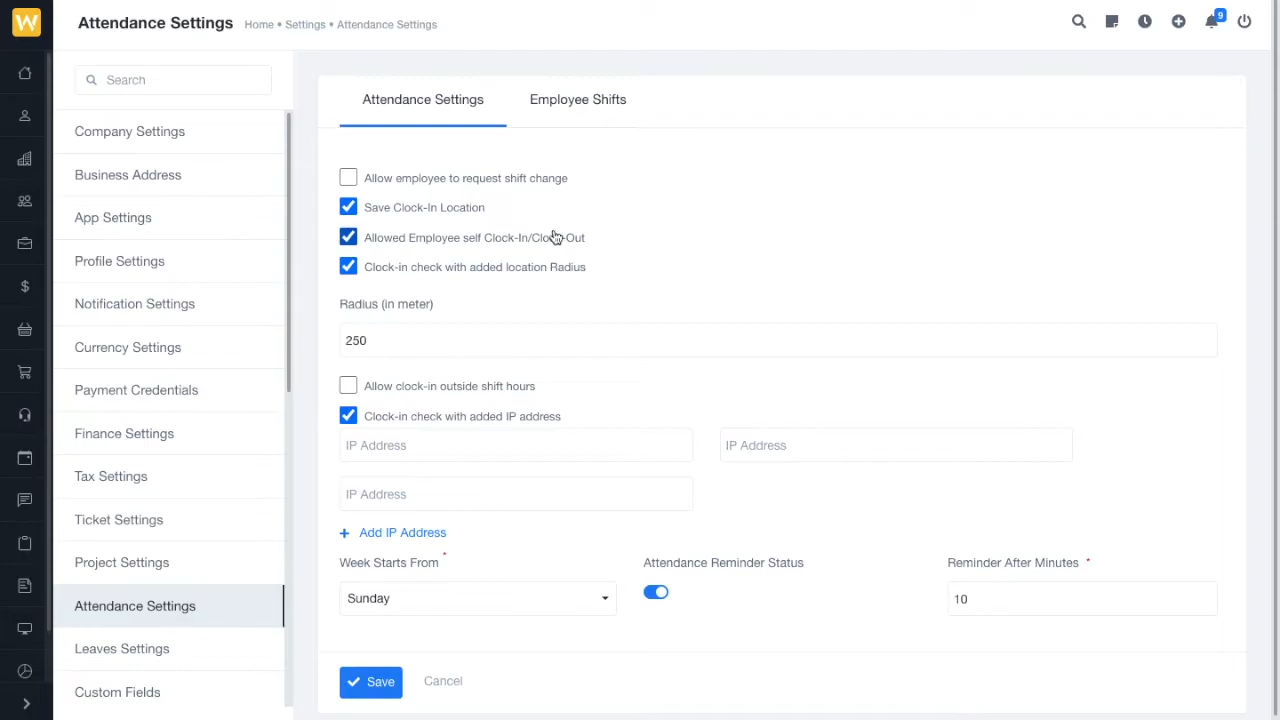 W
Attendance Settings
Home • Settings • Attendance Settings
9
Search
Company Settings
Business Address
App Settings
Profile Settings
Notification Settings
Currency Settings
Payment Credentials
Finance Settings
Tax Settings
Ticket Settings
Project Settings
Attendance Settings
Leaves Settings
Custom Fields
Attendance Settings
Employee Shifts
Allow employee to request shift change
Save Clock-In Location
Allowed Employee self Clock-In/Clock-Out
Clock-in check with added location Radius
Radius (in meter)
250
Allow clock-in outside shift hours
Clock-in check with added IP address
IP Address
IP Address
IP Address
+ Add IP Address
Week Starts From *
Sunday
Attendance Reminder Status
Reminder After Minutes *
10
Save
Cancel